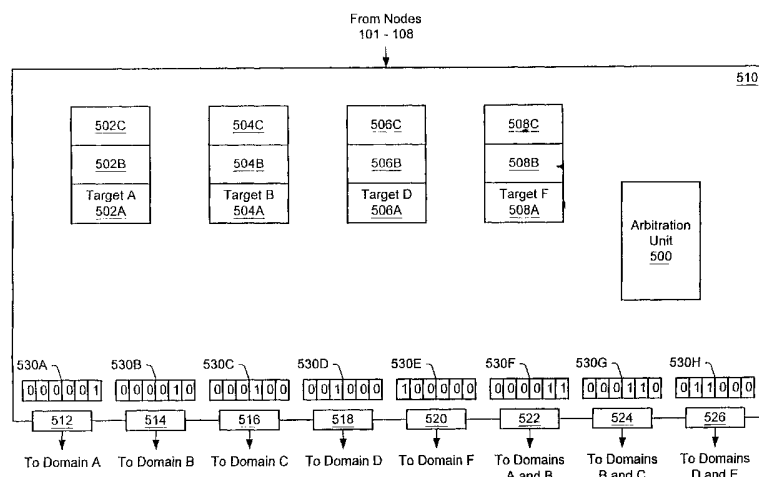 From Nodes
101 - 108
510
502C
504C
506C
508C
502B
504B
506B
508B
Target A
502A
Target B
504A
Target D
506A
Target F
508A
Arbitration
Unit
500
530A
530B
530C
530D
530E
530F
530G
530H
0 0 0 0 0 1
0 0 0 0 1 0
0 0 0 1 0 0
0 0 1 0 0 0
1 0 0 0 0 0
0 0 0 0 1 1
0 0 0 1 1 0
0 1 1 0 0 0
512
514
516
518
520
522
524
526
To Domain A
To Domain B
To Domain C
To Domain D
To Domain F
To Domains
A and B
To Domains
B and C
To Domains
D and E